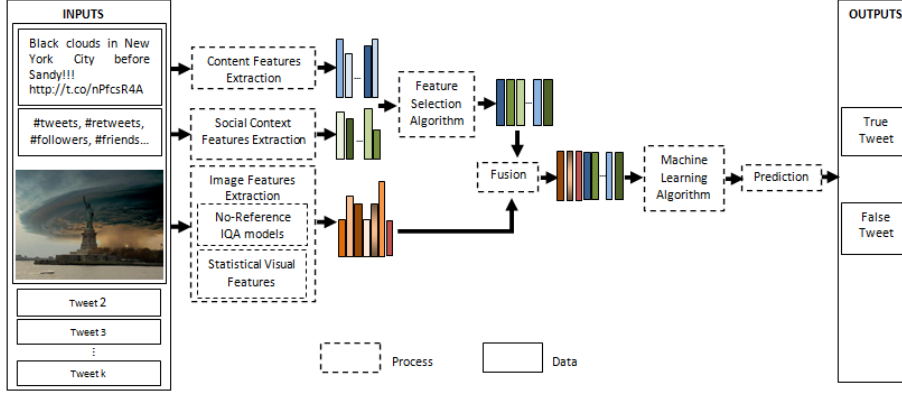 INPUTS
Black clouds in New
York City before
Sandy!!!
http://t.co/nPfcsR4A
#tweets, #retweets,
#followers, #friends...
Tweet 2
Tweet 3
⋮
Tweet k
Content Features
Extraction
Social Context
Features Extraction
Image Features
Extraction
No-Reference
IQA models
Statistical Visual
Features
...
...
Feature
Selection
Algorithm
...
Fusion
...
Machine
Learning
Algorithm
Prediction
OUTPUTS
True
Tweet
False
Tweet
Process
Data